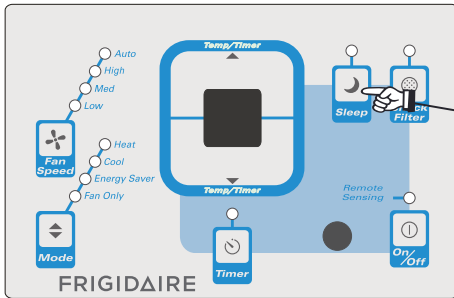 Auto
High
Med
Low
Fan
Speed
Heat
Cool
Energy Saver
Fan Only
Mode
Temp/Timer
Temp/Timer
Sleep
Filter
Remote
Sensing
Timer
On/Off
FRIGIDAIRE